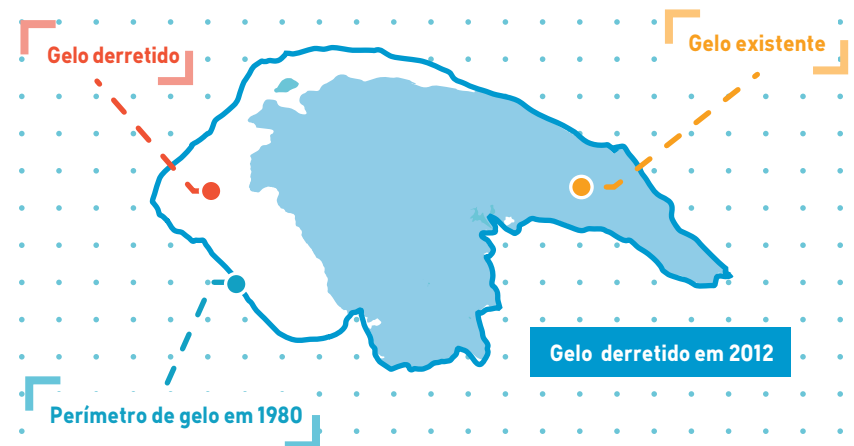 Gelo derretido
Gelo existente
Gelo derretido em 2012
Perímetro de gelo em 1980